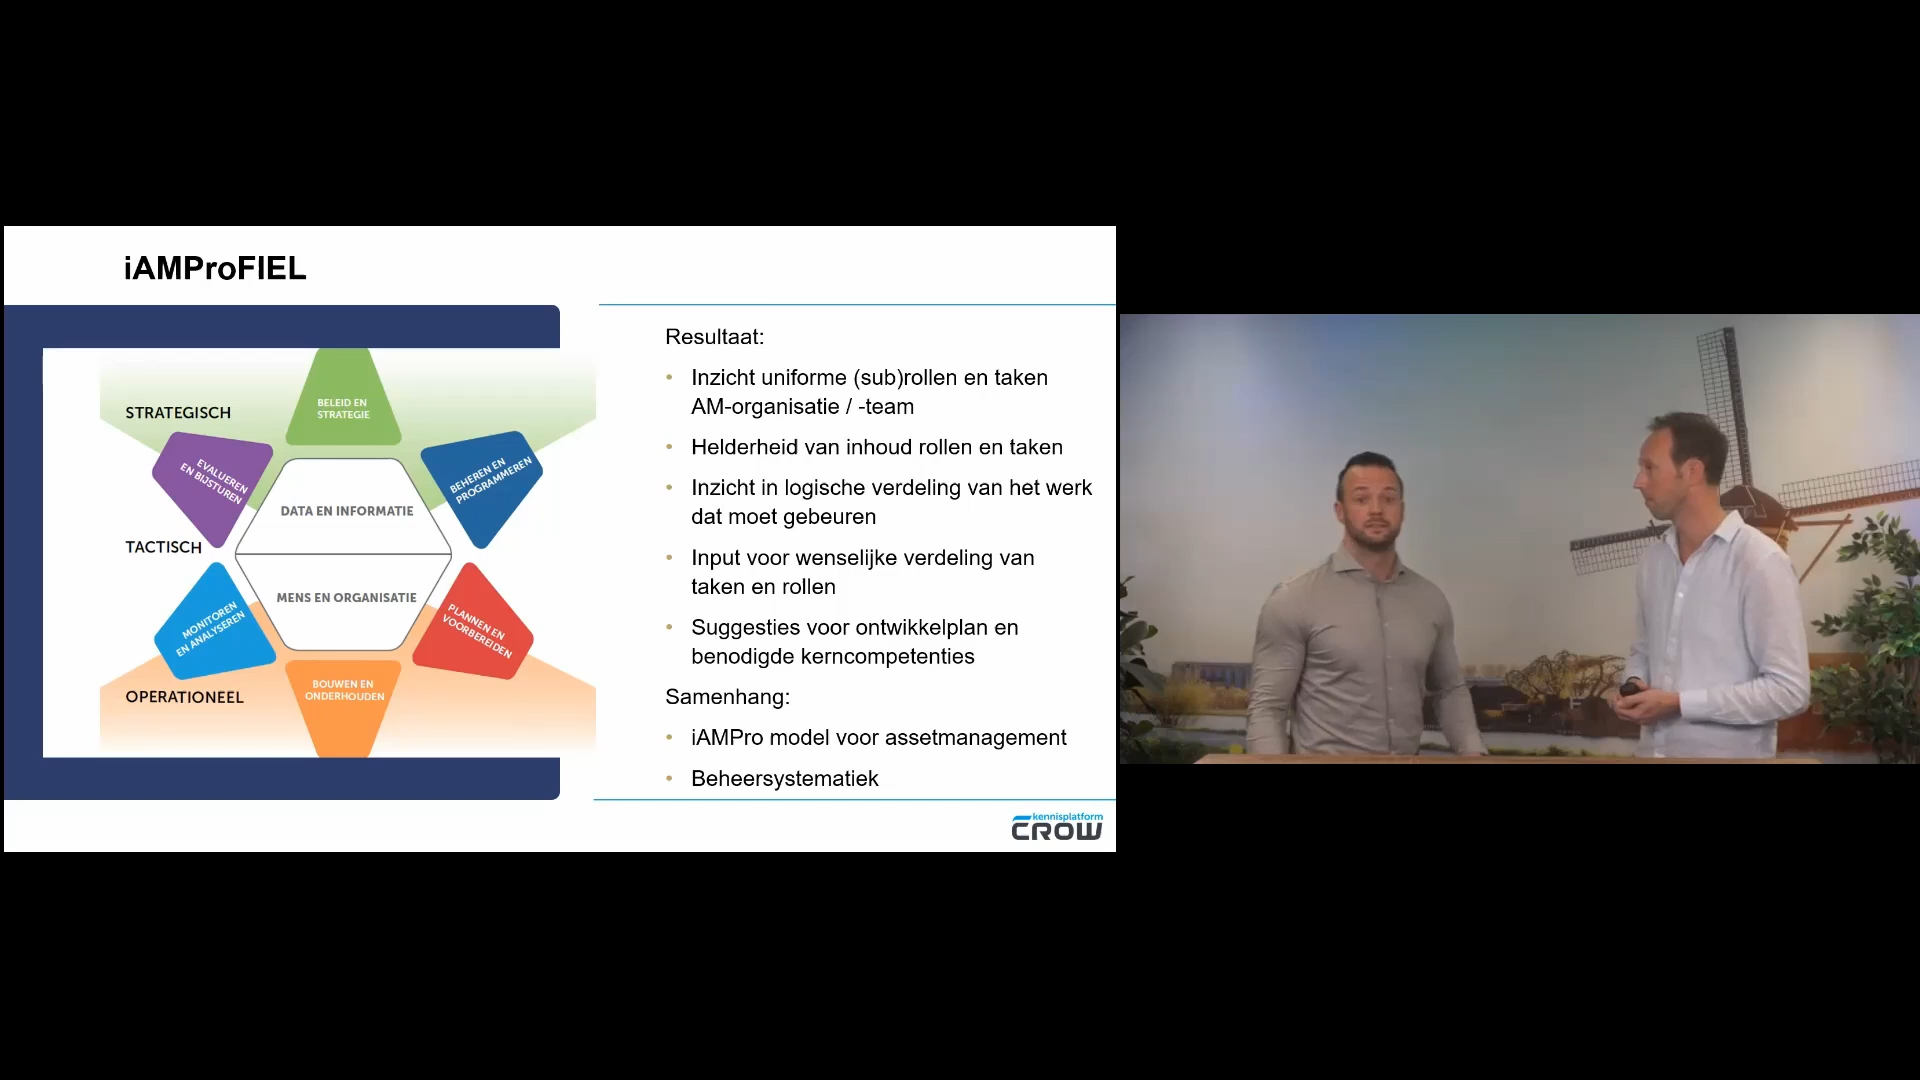 iAMProFIEL
STRATEGISCH
TACTISCH
OPERATIONEEL
BELEID EN
STRATEGIE
BEHEREN EN
PROGRAMMEREN
PLANNEN EN
VOORBEREIDEN
BOUWEN EN
ONDERHOUDEN
MONITOREN
EN ANALYSEREN
EVALUEREN
EN BIJSTUREN
DATA EN INFORMATIE
MENS EN ORGANISATIE
Resultaat:
• Inzicht uniforme (sub)rollen en taken
AM-organisatie / -team
• Helderheid van inhoud rollen en taken
• Inzicht in logische verdeling van het werk
dat moet gebeuren
• Input voor wenselijke verdeling van
taken en rollen
• Suggesties voor ontwikkelplan en
benodigde kerncompetenties
Samenhang:
• iAMPro model voor assetmanagement
• Beheersystematiek
kennisplatform
CROW